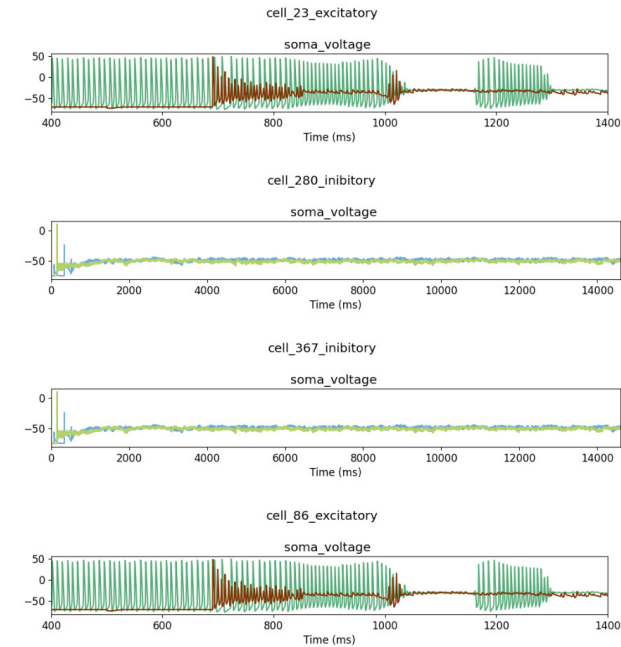 cell_23_excitatory
soma_voltage
50
0
−50
400 600 800 1000 1200 1400
Time (ms)
cell_280_inibitory
soma_voltage
0
−50
0 2000 4000 6000 8000 10000 12000 14000
Time (ms)
cell_367_inibitory
soma_voltage
0
−50
0 2000 4000 6000 8000 10000 12000 14000
Time (ms)
cell_86_excitatory
soma_voltage
50
0
−50
400 600 800 1000 1200 1400
Time (ms)